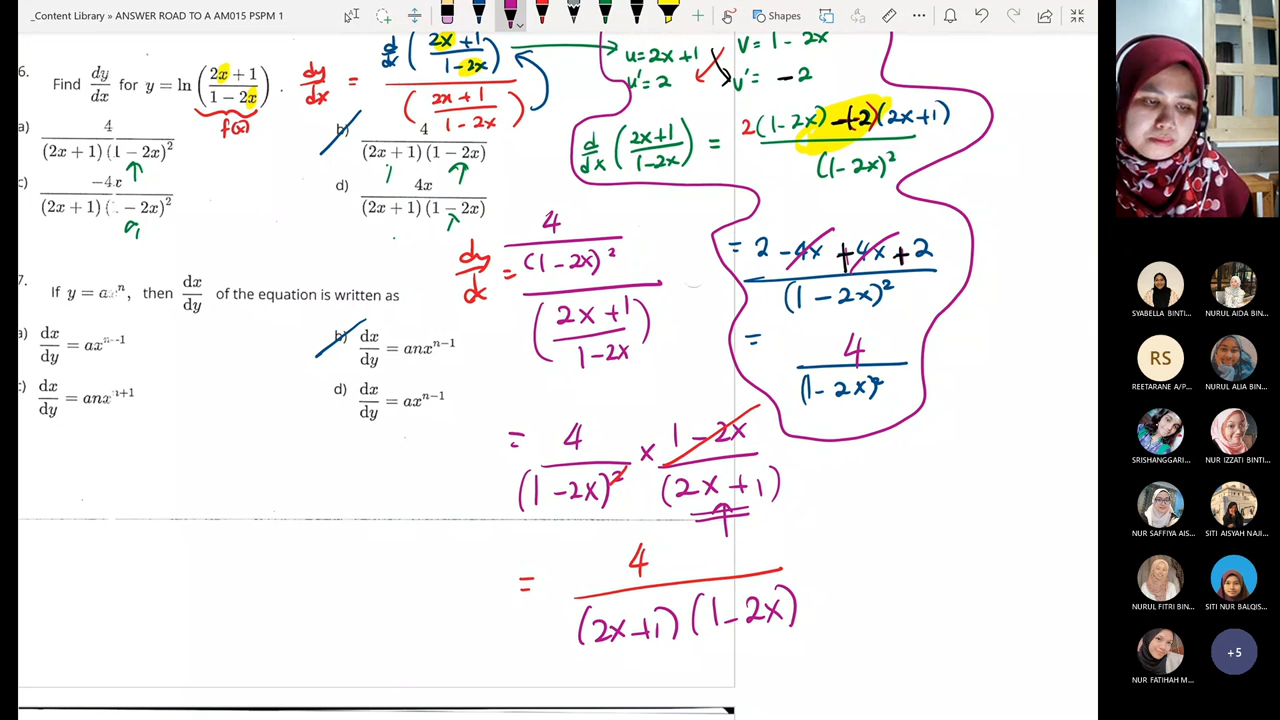 _Content Library » ANSWER ROAD TO A AM015 PSPM 1
Shapes
6.
Find dy/dx for y = ln ( (2x + 1)/(1 − 2x) ) .
f(x)
a) 4/((2x + 1)(1 − 2x)²)
b) 4/((2x + 1)(1 − 2x))
c) −4x/((2x + 1)(1 − 2x)²)
d) 4x/((2x + 1)(1 − 2x))
7.
If y = axⁿ, then dx/dy of the equation is written as
a) dx/dy = axⁿ⁻¹
b) dx/dy = anxⁿ⁻¹
c) dx/dy = anxⁿ⁺¹
d) dx/dy = axⁿ⁻¹
dy/dx = d/dx( (2x + 1)/(1 − 2x) ) / ( (2x + 1)/(1 − 2x) )
u = 2x + 1
v = 1 − 2x
u' = 2
v' = −2
d/dx ( (2x+1)/(1−2x) ) = (2(1−2x) −(−2)(2x+1))/(1−2x)²
= (2 − 4x + 4x + 2)/(1 − 2x)²
= 4/(1 − 2x)²
dy/dx = (4/(1 − 2x)²) / ( (2x + 1)/(1 − 2x) )
= 4/(1 − 2x)² × (1 − 2x)/(2x + 1)
= 4/((2x+1)(1−2x))
SYABELLA BINTI...
NURUL AIDA BIN...
RS
REETARANE A/P...
NURUL ALIA BIN...
SRISHANGGARI...
NUR IZZATI BINTI...
NUR SAFFIYA AIS...
SITI AISYAH NAJI...
NURUL FITRI BIN...
SITI NUR BALQIS...
NUR FATIHAH M...
+5